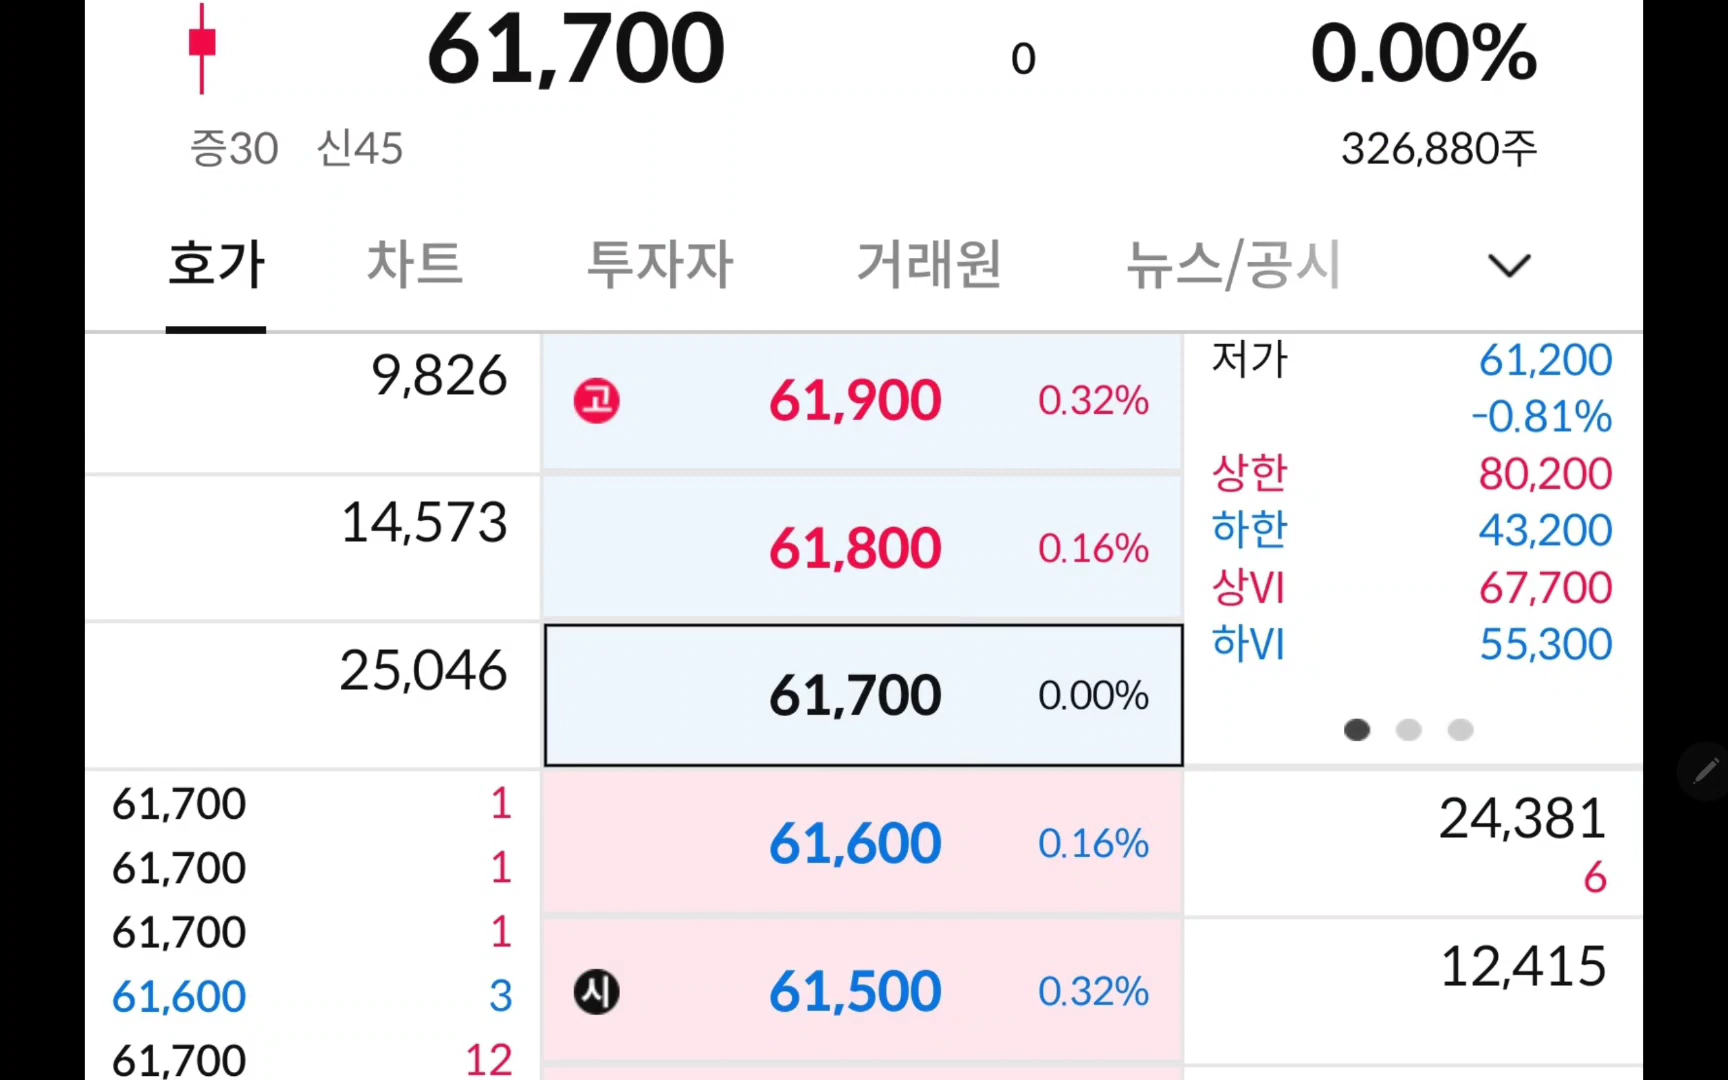 61,700 0 0.00%
증30 신45 326,880주
호가 차트 투자자 거래원 뉴스/공시
9,826 고 61,900 0.32% 저가 61,200
-0.81%
상한 80,200
14,573 61,800 0.16% 하한 43,200
상VI 67,700
25,046 61,700 0.00% 하VI 55,300
61,700 1 61,600 0.16% 24,381
61,700 1 6
61,700 1
61,600 3 시 61,500 0.32% 12,415
61,700 12